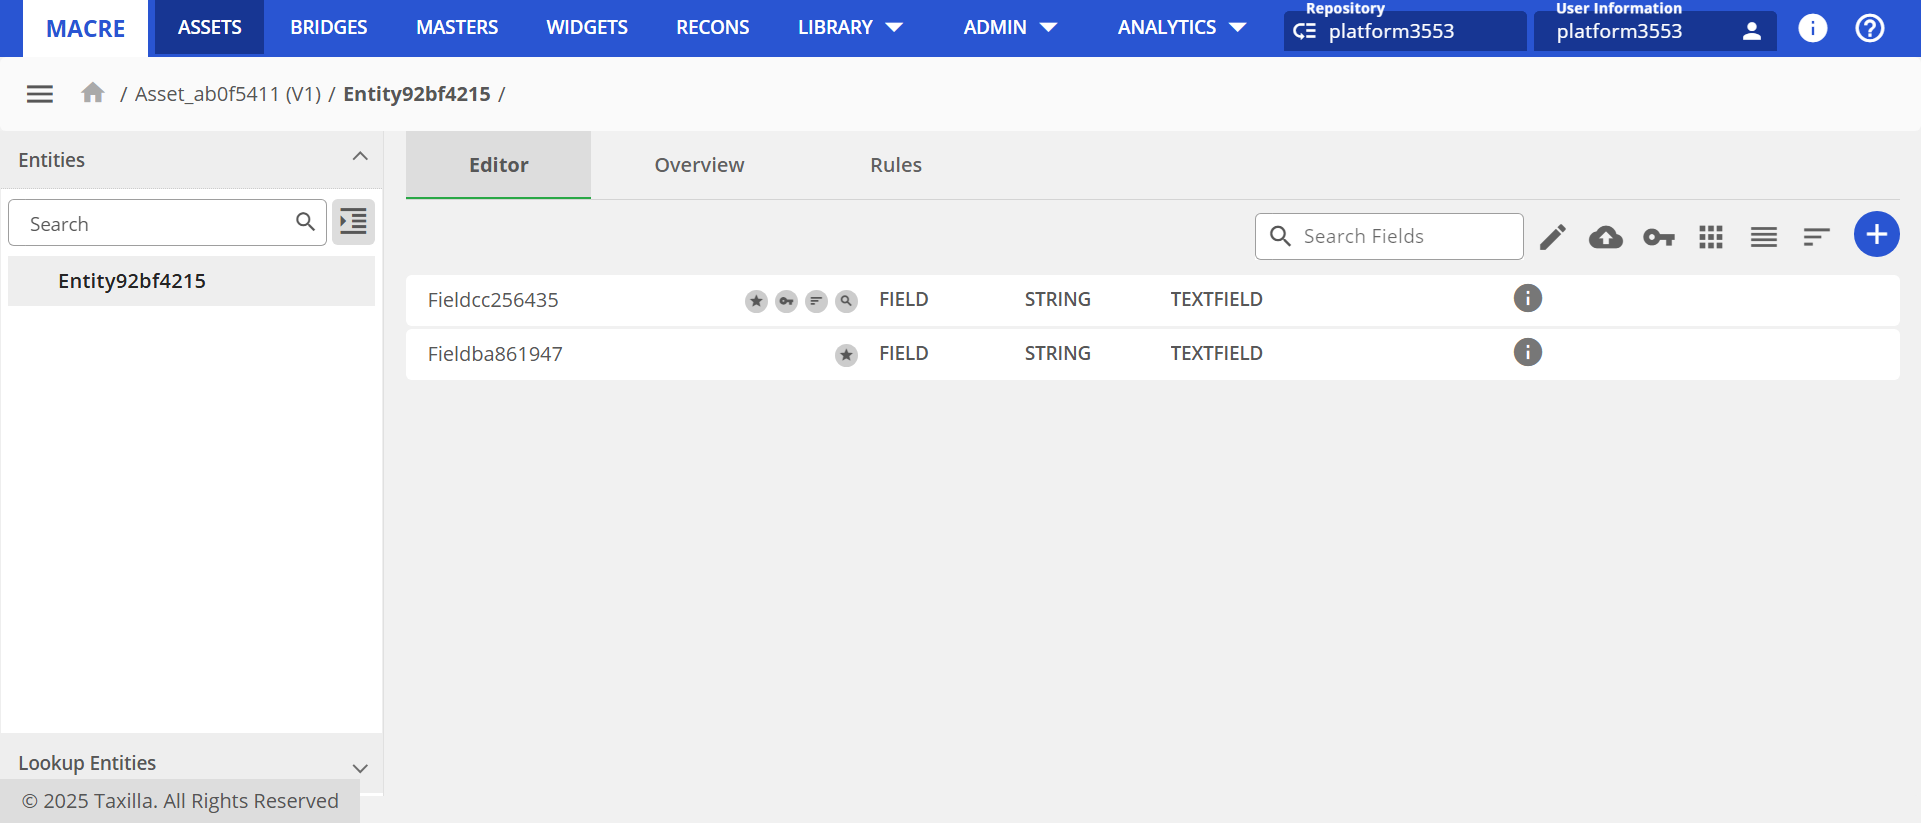 MACRE ASSETS BRIDGES MASTERS WIDGETS RECONS LIBRARY ADMIN ANALYTICS
Repository
platform3553
User Information
platform3553
/ Asset_ab0f5411 (V1) / Entity92bf4215 /
Entities
Search
Entity92bf4215
Lookup Entities
© 2025 Taxilla. All Rights Reserved
Editor Overview Rules
Search Fields
Fieldcc256435 FIELD STRING TEXTFIELD
Fieldba861947 FIELD STRING TEXTFIELD